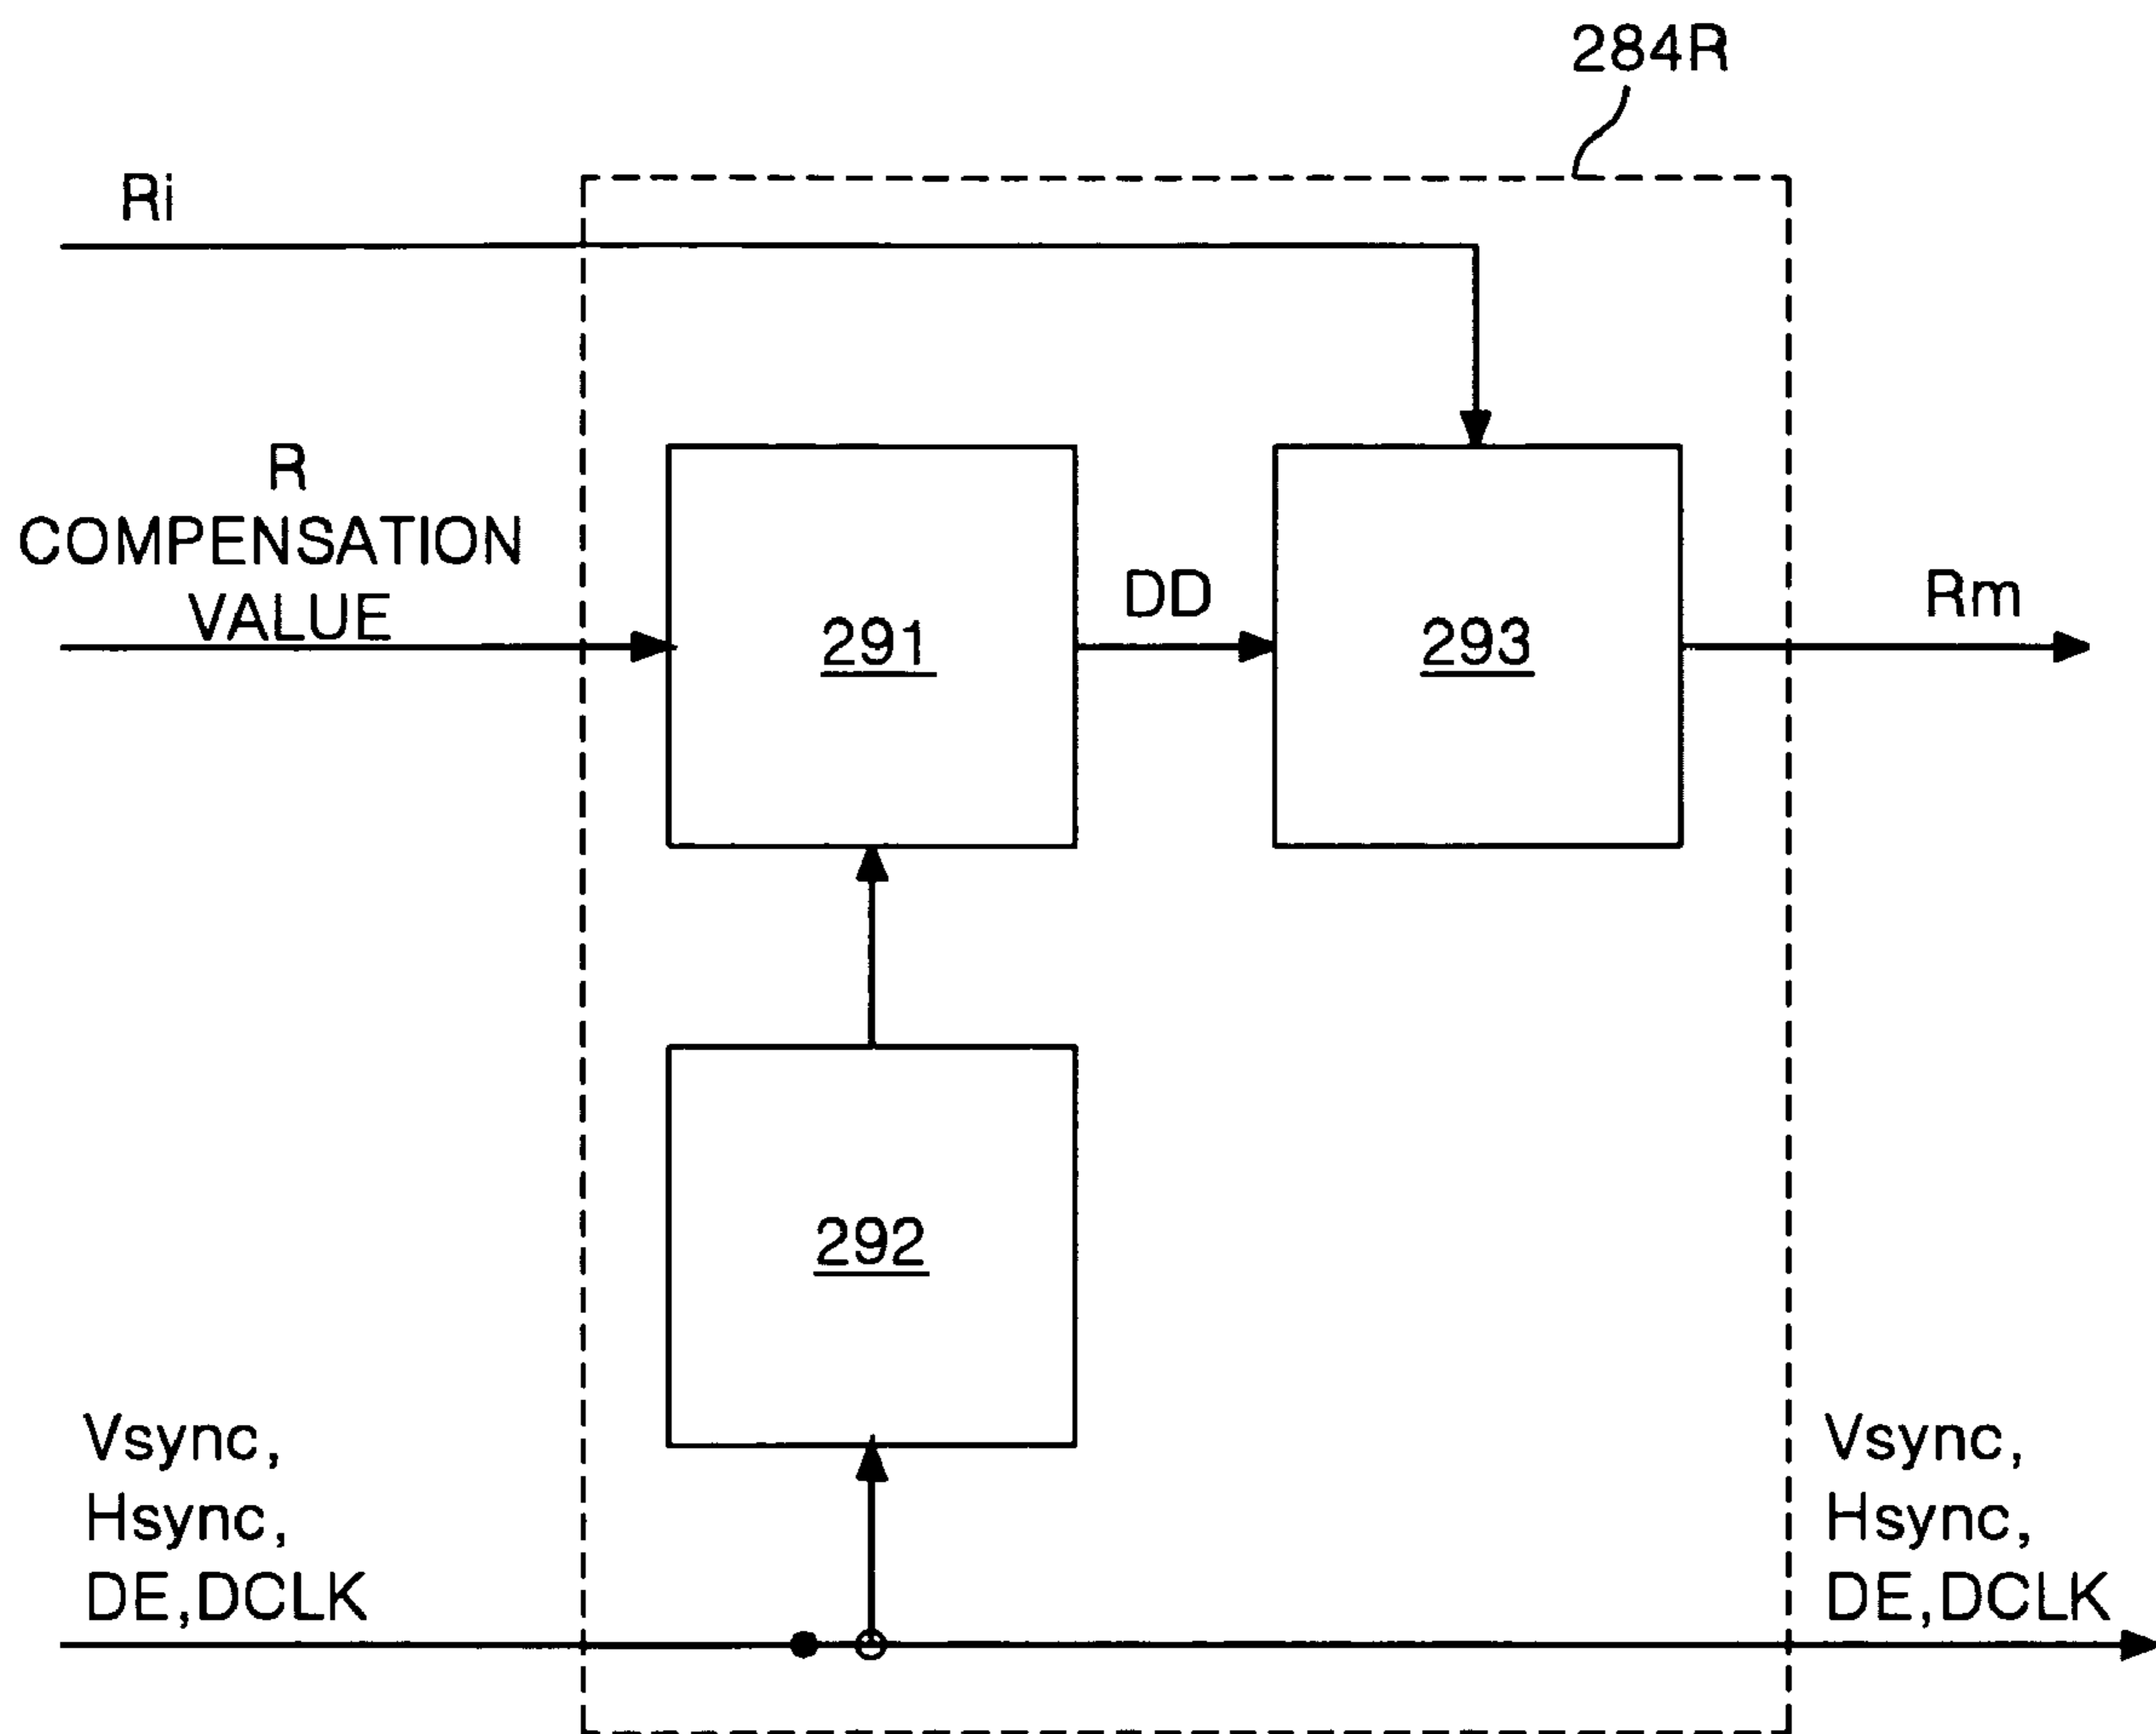 284R
Ri
R
COMPENSATION
VALUE
291
DD
293
Rm
292
Vsync,
Hsync,
DE,DCLK
Vsync,
Hsync,
DE,DCLK